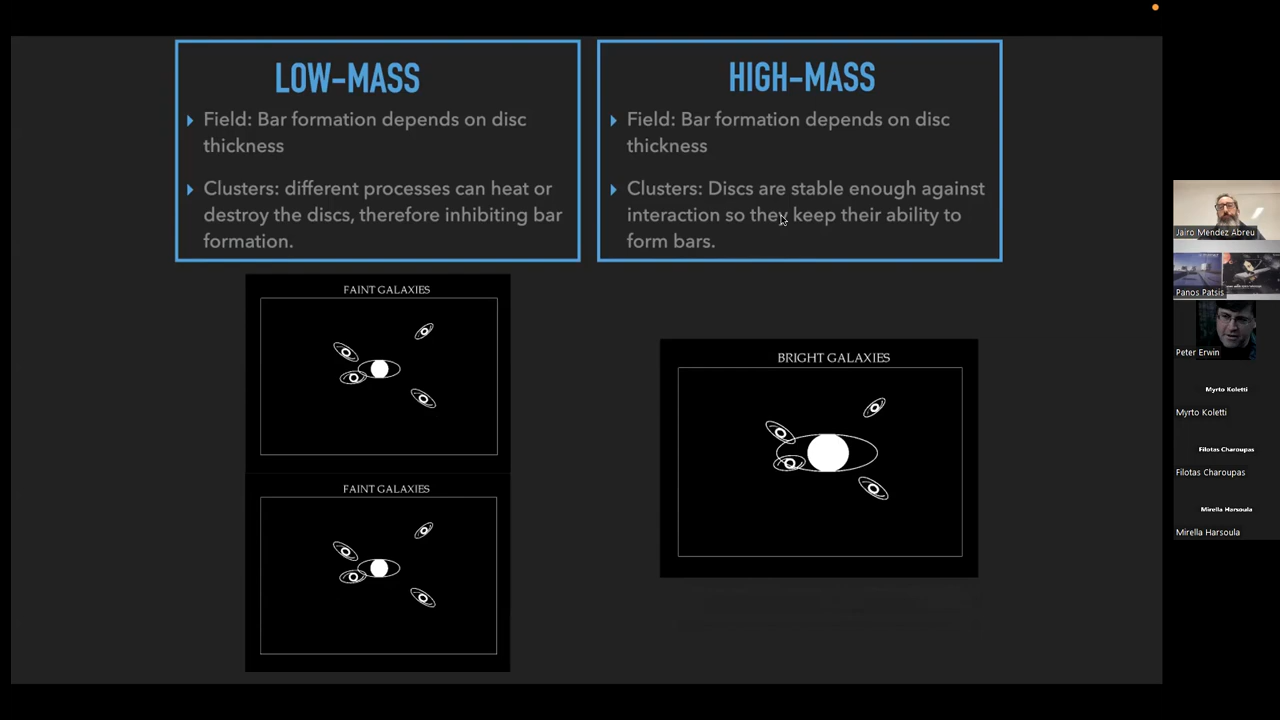 LOW-MASS
Field: Bar formation depends on disc
thickness
Clusters: different processes can heat or
destroy the discs, therefore inhibiting bar
formation.
HIGH-MASS
Field: Bar formation depends on disc
thickness
Clusters: Discs are stable enough against
interaction so they keep their ability to
form bars.
FAINT GALAXIES
FAINT GALAXIES
BRIGHT GALAXIES
Jairo Mendez Abreu
Panos Patsis
Peter Erwin
Myrto Koletti
Myrto Koletti
Filotas Charoupas
Filotas Charoupas
Mirella Harsoula
Mirella Harsoula